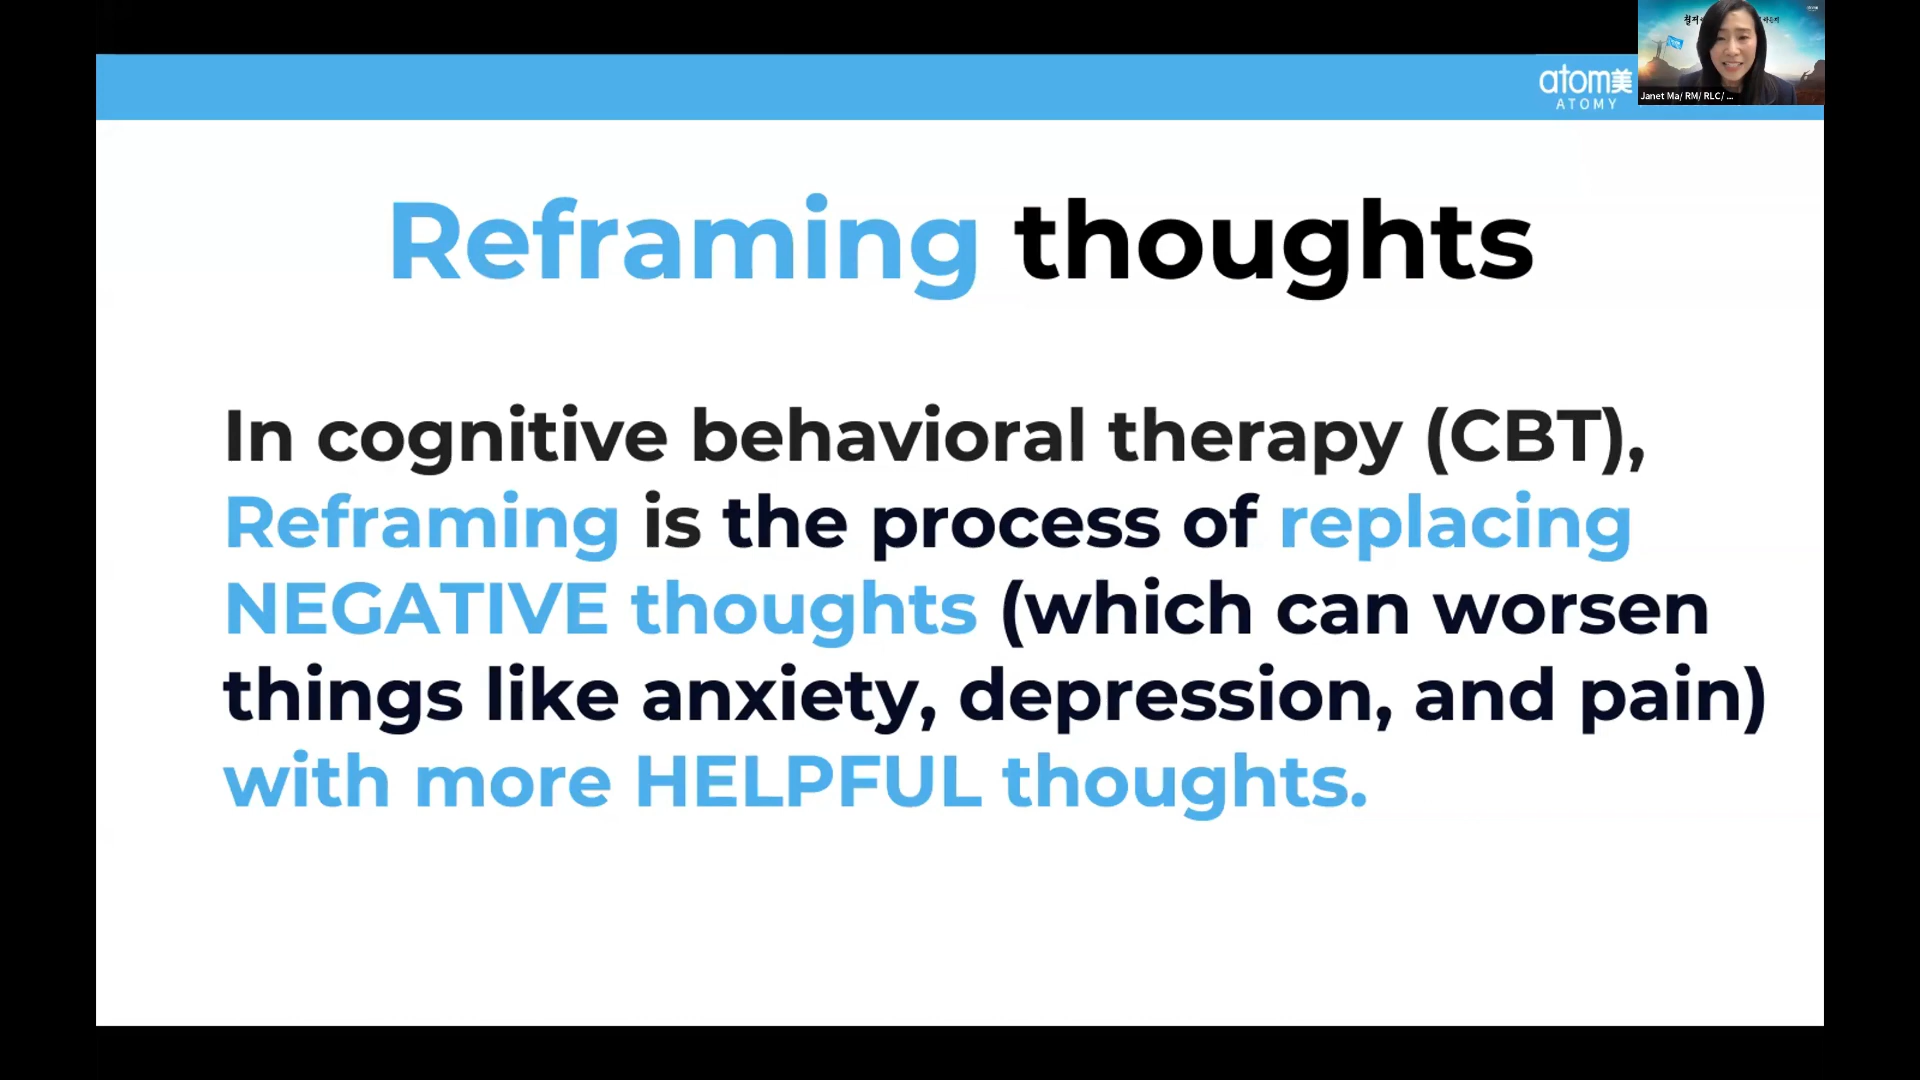 atom美
ATOMY
Janet Ma/ RM/ RLC/ ...
Reframing thoughts
In cognitive behavioral therapy (CBT),
Reframing is the process of replacing
NEGATIVE thoughts (which can worsen
things like anxiety, depression, and pain)
with more HELPFUL thoughts.